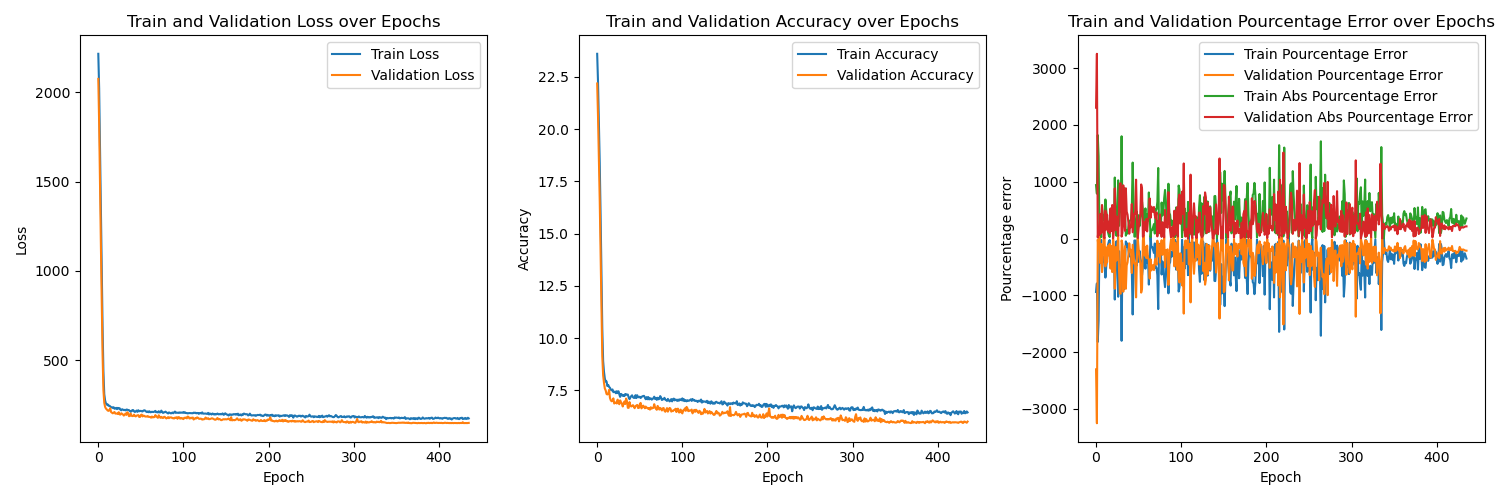 Train and Validation Loss over Epochs
Train Loss
Validation Loss
Loss
2000
1500
1000
500
0
100
200
300
400
Epoch
Train and Validation Accuracy over Epochs
Train Accuracy
Validation Accuracy
Accuracy
22.5
20.0
17.5
15.0
12.5
10.0
7.5
0
100
200
300
400
Epoch
Train and Validation Pourcentage Error over Epochs
Train Pourcentage Error
Validation Pourcentage Error
Train Abs Pourcentage Error
Validation Abs Pourcentage Error
Pourcentage error
3000
2000
1000
0
−1000
−2000
−3000
0
100
200
300
400
Epoch